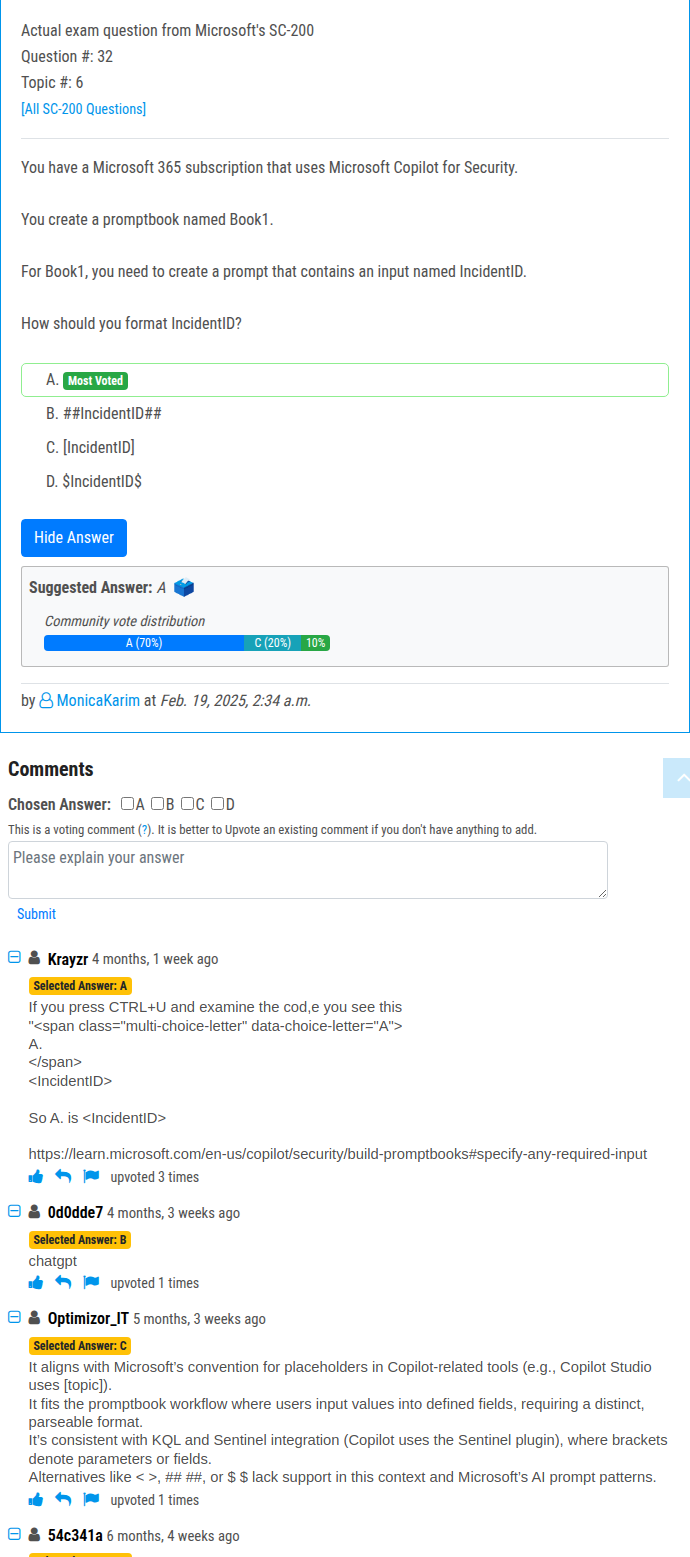 Actual exam question from Microsoft's SC-200
Question #: 32
Topic #: 6
[All SC-200 Questions]
You have a Microsoft 365 subscription that uses Microsoft Copilot for Security.
You create a promptbook named Book1.
For Book1, you need to create a prompt that contains an input named IncidentID.
How should you format IncidentID?
A. Most Voted
B. ##IncidentID##
C. [IncidentID]
D. $IncidentID$
Hide Answer
Suggested Answer: A
Community vote distribution
A (70%) C (20%) 10%
by MonicaKarim at Feb. 19, 2025, 2:34 a.m.
Comments
Chosen Answer: A B C D
This is a voting comment (?). It is better to Upvote an existing comment if you don't have anything to add.
Please explain your answer
Submit
Krayzr 4 months, 1 week ago
Selected Answer: A
If you press CTRL+U and examine the cod,e you see this
"<span class="multi-choice-letter" data-choice-letter="A">
A.
</span>
<IncidentID>
So A. is <IncidentID>
https://learn.microsoft.com/en-us/copilot/security/build-promptbooks#specify-any-required-input
upvoted 3 times
0d0dde7 4 months, 3 weeks ago
Selected Answer: B
chatgpt
upvoted 1 times
Optimizor_IT 5 months, 3 weeks ago
Selected Answer: C
It aligns with Microsoft's convention for placeholders in Copilot-related tools (e.g., Copilot Studio
uses [topic]).
It fits the promptbook workflow where users input values into defined fields, requiring a distinct,
parseable format.
It's consistent with KQL and Sentinel integration (Copilot uses the Sentinel plugin), where brackets
denote parameters or fields.
Alternatives like < >, ## ##, or $ $ lack support in this context and Microsoft's AI prompt patterns.
upvoted 1 times
54c341a 6 months, 4 weeks ago